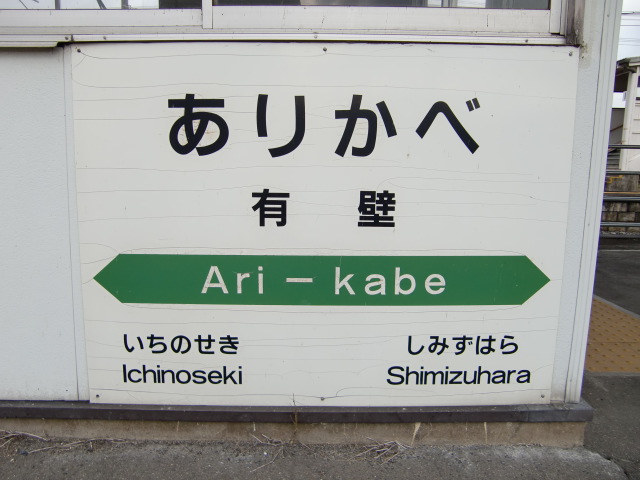 ありかべ
有壁
Ari-kabe
いちのせき しみずはら
Ichinoseki Shimizuhara